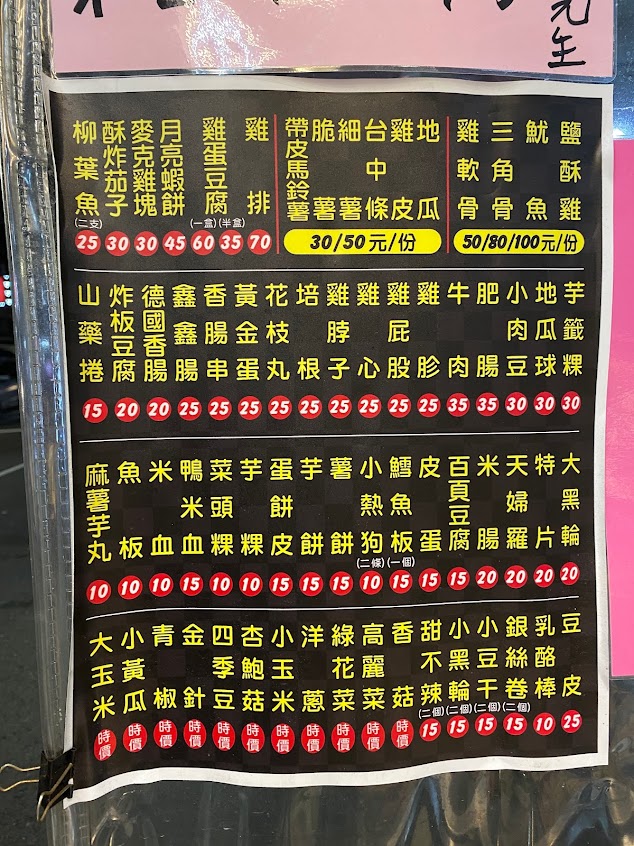 先生
鹽酥雞
魷魚
三角骨
雞軟骨
50/80/100元/份
地瓜
雞皮
台中條
細薯
脆薯
帶皮馬鈴薯
30/50元/份
雞排
70
雞蛋豆腐
(半盒)
35
(一盒)
60
月亮蝦餅
45
麥克雞塊
30
酥炸茄子
30
柳葉魚
(二支)
25
芋籤粿
30
地瓜球
30
小肉豆
30
肥腸
35
牛肉
35
雞胗
25
雞屁股
25
雞心
25
雞脾子
25
培根
25
花枝丸
25
黃金蛋
25
香腸串
25
鑫鑫腸
25
德國香腸
20
炸板豆腐
20
山藥捲
15
大黑輪
20
特片
20
天婦羅
20
米腸
20
百頁豆腐
15
皮蛋
15
鱈魚板
(一個)
15
小熱狗
(二條)
10
薯餅
15
芋餅
15
蛋餅皮
15
芋粿
10
菜頭粿
10
鴨米血
15
米血
10
魚板
10
麻薯芋丸
10
豆皮
25
乳酪棒
10
銀絲卷
(二個)
15
小豆干
(二個)
15
小黑輪
(二個)
15
甜不辣
(二個)
15
香菇
時價
高麗菜
時價
綠花菜
時價
洋蔥
時價
小玉米
時價
杏鮑菇
時價
四季豆
時價
金針
時價
青椒
時價
小黃瓜
時價
大玉米
時價